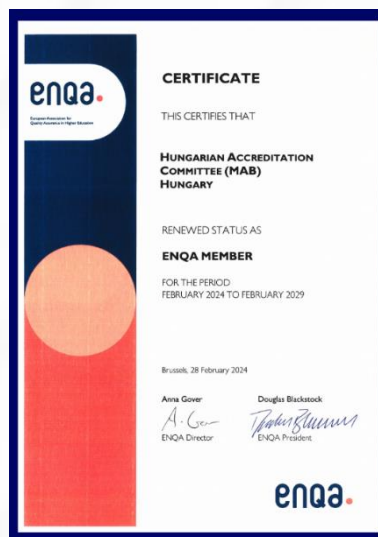 enqa.
European Association for
Quality Assurance in Higher Education
CERTIFICATE
THIS CERTIFIES THAT
HUNGARIAN ACCREDITATION
COMMITTEE (MAB)
HUNGARY
RENEWED STATUS AS
ENQA MEMBER
FOR THE PERIOD
FEBRUARY 2024 TO FEBRUARY 2029
Brussels, 28 February 2024
Anna Gover Douglas Blackstock
ENQA Director ENQA President
enqa.